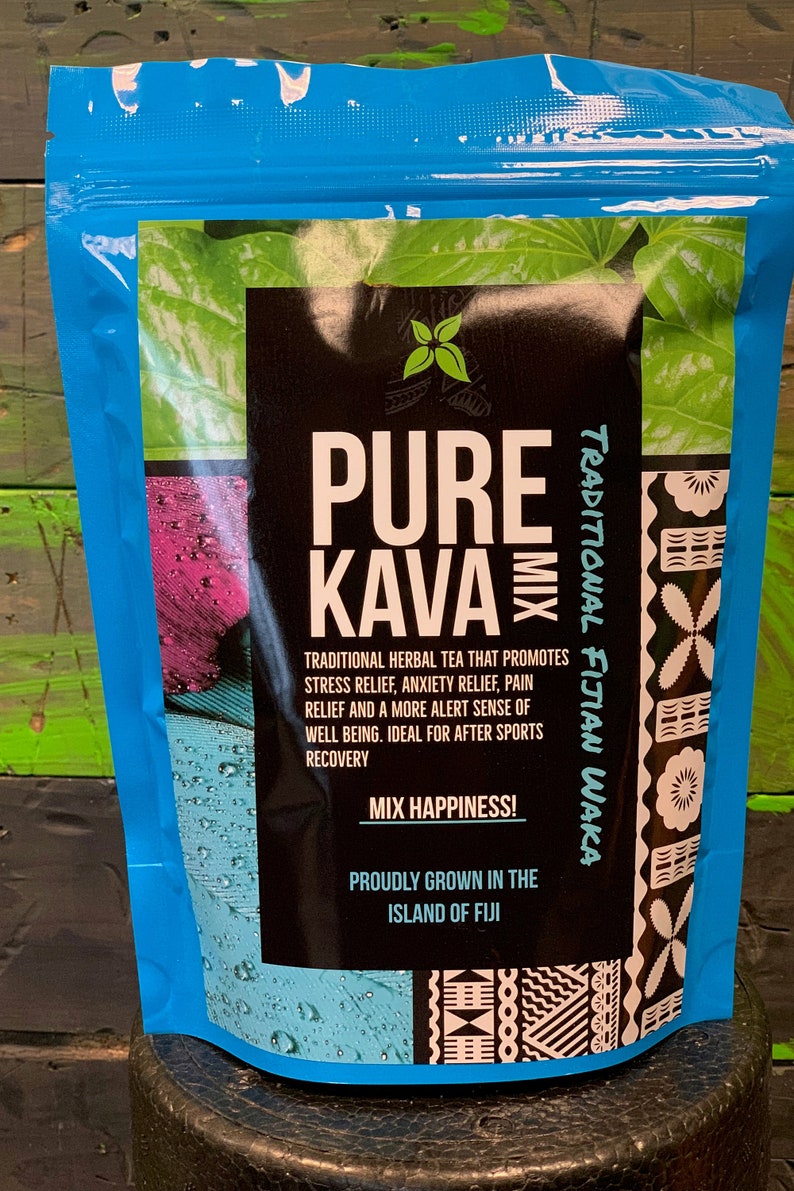 PURE
KAVA MIX
TRADITIONAL HERBAL TEA THAT PROMOTES
STRESS RELIEF, ANXIETY RELIEF, PAIN
RELIEF AND A MORE ALERT SENSE OF
WELL BEING. IDEAL FOR AFTER SPORTS
RECOVERY
MIX HAPPINESS!
PROUDLY GROWN IN THE
ISLAND OF FIJI
TRADITIONAL FIJIAN WAKA